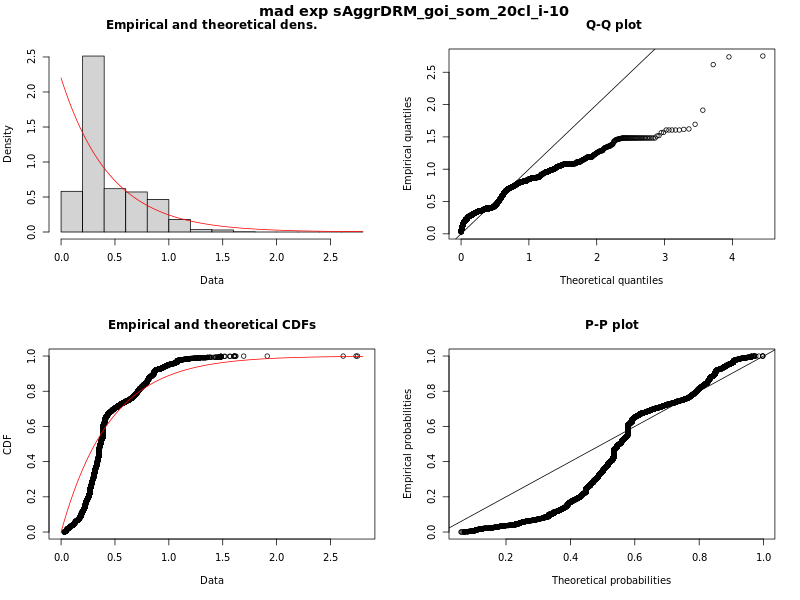 mad exp sAggrDRM_goi_som_20cl_i-10
Empirical and theoretical dens.
Density
0.0 0.5 1.0 1.5 2.0 2.5
0.0 0.5 1.0 1.5 2.0 2.5
Data
Q-Q plot
Empirical quantiles
0.0 0.5 1.0 1.5 2.0 2.5
0 1 2 3 4
Theoretical quantiles
Empirical and theoretical CDFs
CDF
0.0 0.2 0.4 0.6 0.8 1.0
0.0 0.5 1.0 1.5 2.0 2.5
Data
P-P plot
Empirical probabilities
0.0 0.2 0.4 0.6 0.8 1.0
0.2 0.4 0.6 0.8 1.0
Theoretical probabilities